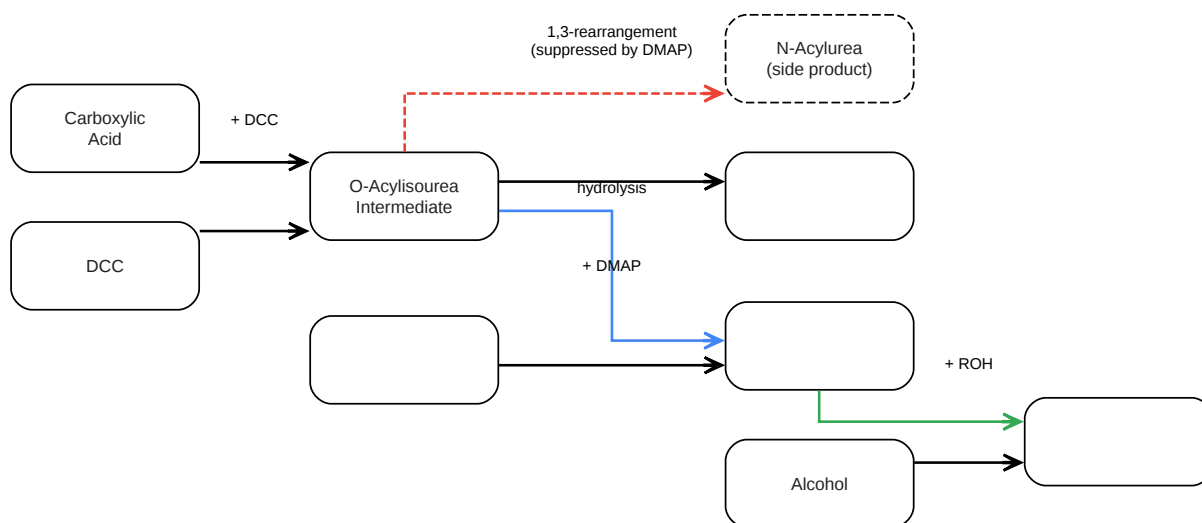 1,3-rearrangement
(suppressed by DMAP)
N-Acylurea
(side product)
Carboxylic
Acid
+ DCC
O-Acylisourea
Intermediate
hydrolysis
DCC
+ DMAP
+ ROH
Alcohol